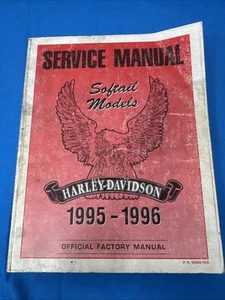 SERVICE MANUAL
Softail
Models
HARLEY-DAVIDSON
1995-1996
OFFICIAL FACTORY MANUAL